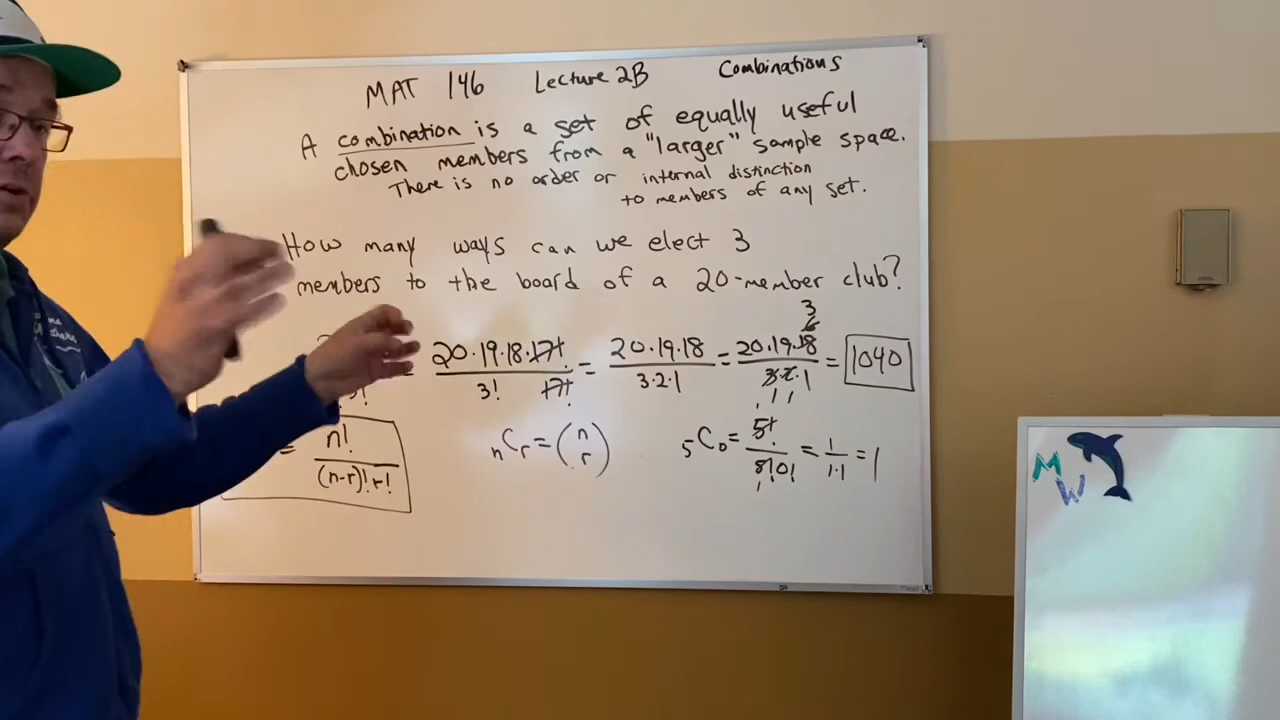 MAT 146 Lecture 2B Combinations
A combination is a set of equally useful
chosen members from a "larger" sample space.
There is no order or internal distinction
to members of any set.
How many ways can we elect 3
members to the board of a 20-member club?
20·19·18·17! / 3! 17! = 20·19·18 / 3·2·1 = 20·19·18 3 / 3·2·1 = 1040
= n! / (n-r)! r!
nCr = (n r)
5C0 = 5! / 5!0! = 1 / 1·1 = 1
M
W